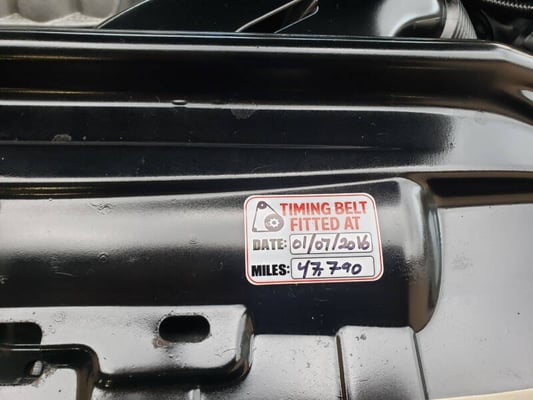 TIMING BELT
FITTED AT
DATE: 01/07/2016
MILES: 47,790